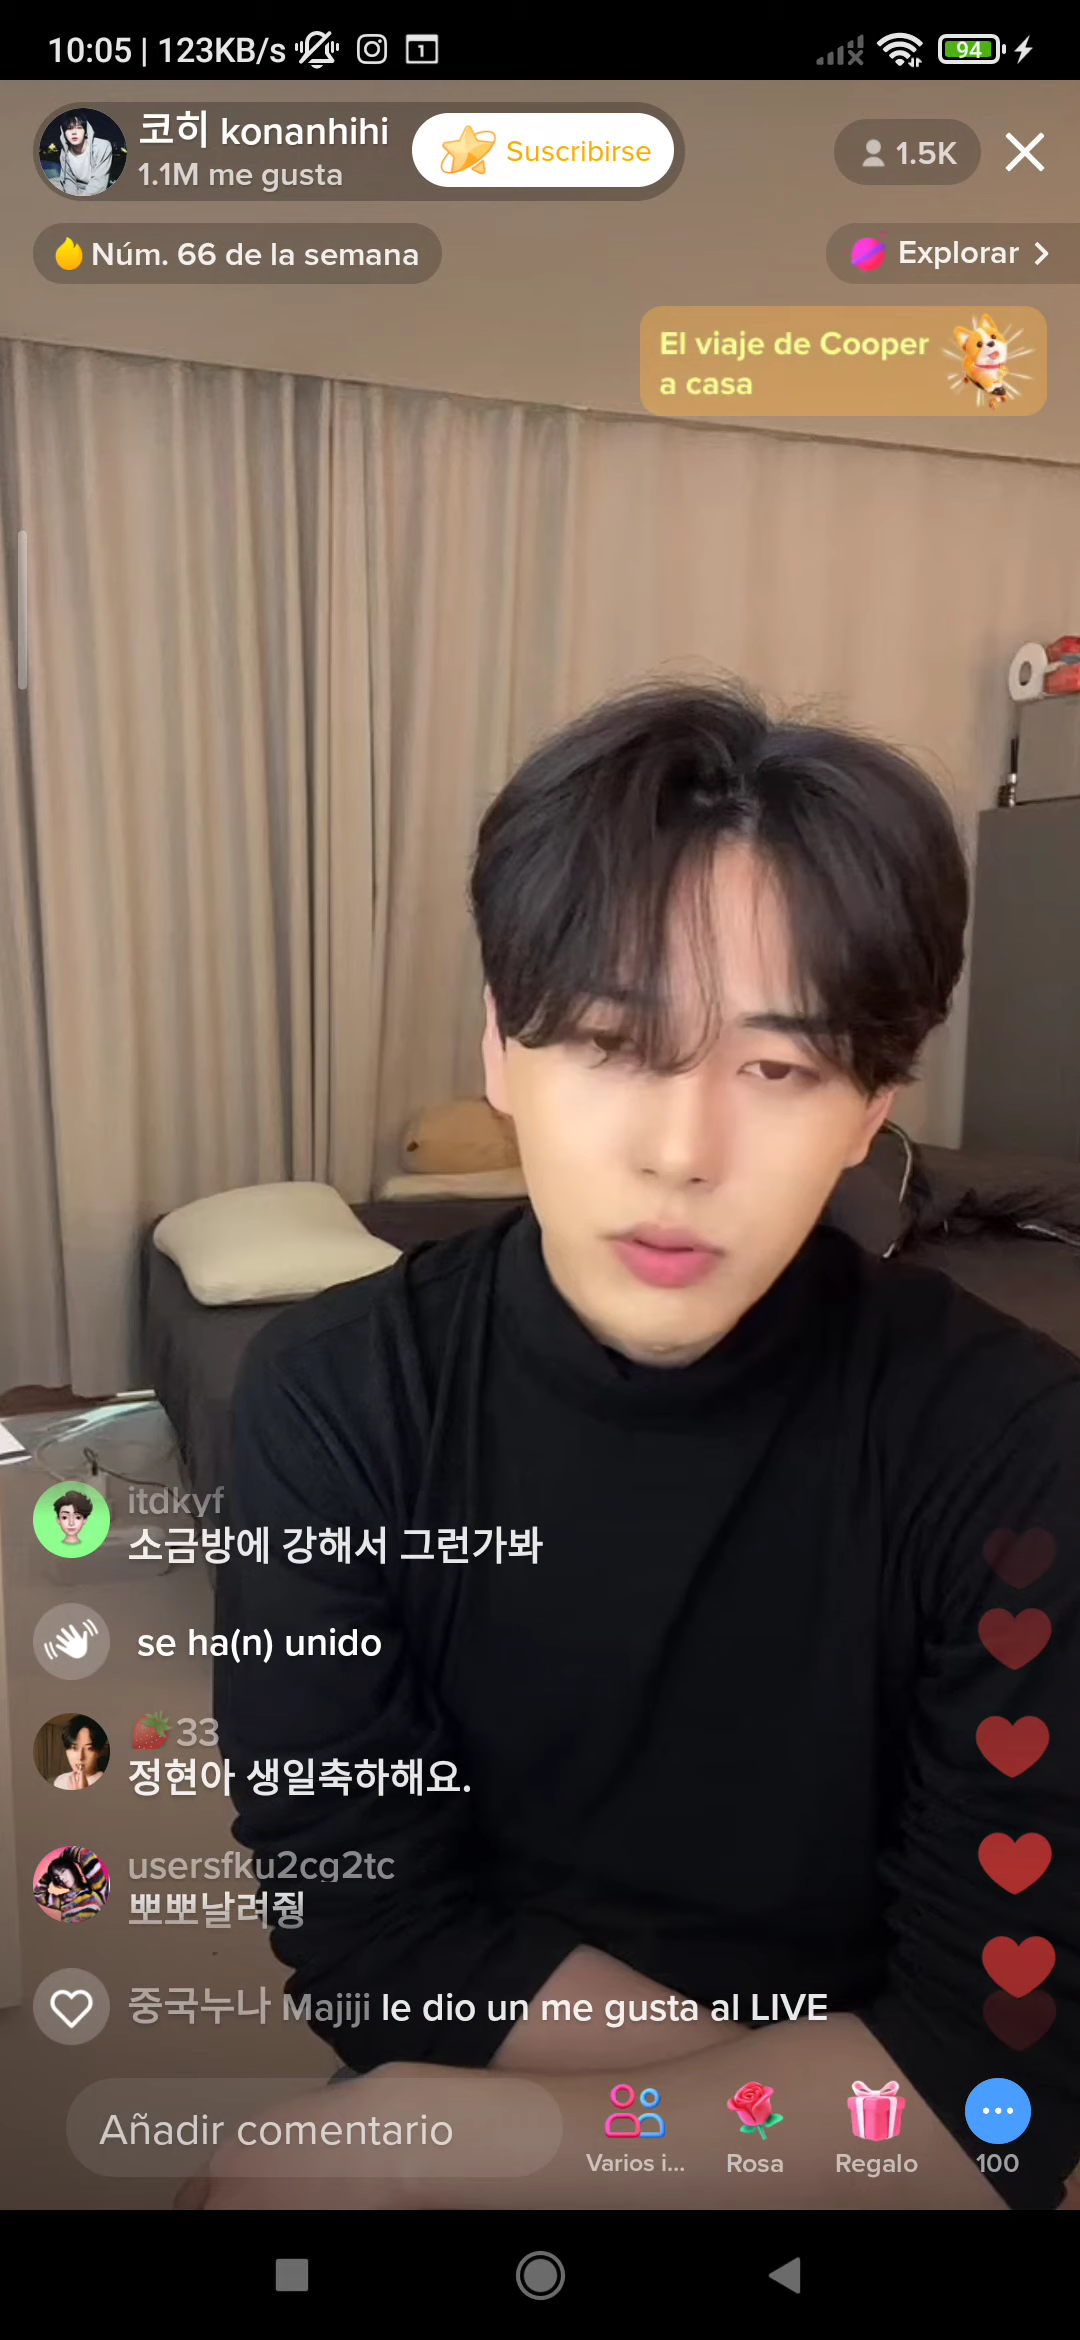 10:05 | 123KB/s
94
코히 konanhihi
1.1M me gusta
Suscribirse
1.5K
Núm. 66 de la semana
Explorar
El viaje de Cooper
a casa
itdkyf
소금방에 강해서 그런가봐
se ha(n) unido
🍓33
정현아 생일축하해요.
usersfku2cg2tc
뽀뽀날려줭
중국누나 Majiji le dio un me gusta al LIVE
Añadir comentario
Varios i...
Rosa
Regalo
100